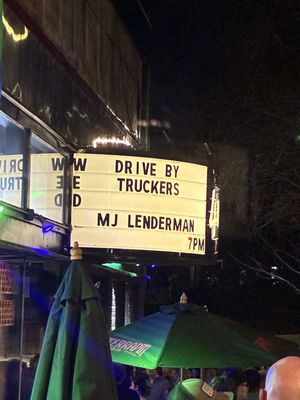 W DRIVE BY
E TRUCKERS
D
MJ LENDERMAN
7PM